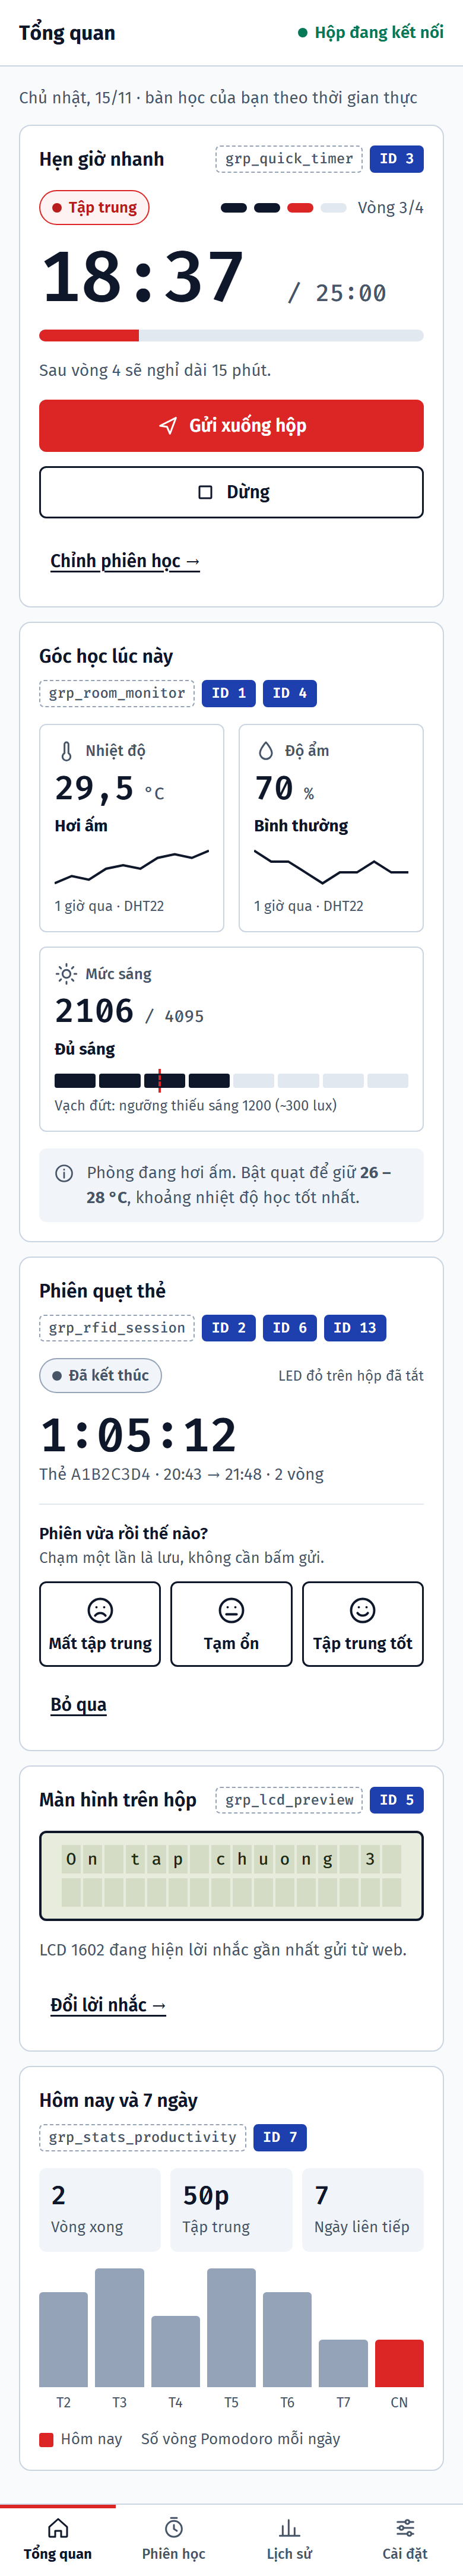 Tổng quan
Hộp đang kết nối
Chủ nhật, 15/11 · bàn học của bạn theo thời gian thực
Hẹn giờ nhanh
grp_quick_timer
ID 3
Tập trung
Vòng 3/4
18:37 / 25:00
Sau vòng 4 sẽ nghỉ dài 15 phút.
Gửi xuống hộp
Dừng
Chỉnh phiên học →
Góc học lúc này
grp_room_monitor
ID 1
ID 4
Nhiệt độ
29,5 °C
Hơi ấm
1 giờ qua · DHT22
Độ ẩm
70 %
Bình thường
1 giờ qua · DHT22
Mức sáng
2106 / 4095
Đủ sáng
Vạch đứt: ngưỡng thiếu sáng 1200 (~300 lux)
Phòng đang hơi ấm. Bật quạt để giữ 26 –
28 °C, khoảng nhiệt độ học tốt nhất.
Phiên quẹt thẻ
grp_rfid_session
ID 2
ID 6
ID 13
Đã kết thúc
LED đỏ trên hộp đã tắt
1:05:12
Thẻ A1B2C3D4 · 20:43 → 21:48 · 2 vòng
Phiên vừa rồi thế nào?
Chạm một lần là lưu, không cần bấm gửi.
Mất tập trung
Tạm ổn
Tập trung tốt
Bỏ qua
Màn hình trên hộp
grp_lcd_preview
ID 5
On tap chuong 3
LCD 1602 đang hiện lời nhắc gần nhất gửi từ web.
Đổi lời nhắc →
Hôm nay và 7 ngày
grp_stats_productivity
ID 7
2
Vòng xong
50p
Tập trung
7
Ngày liên tiếp
T2 T3 T4 T5 T6 T7 CN
Hôm nay
Số vòng Pomodoro mỗi ngày
Tổng quan
Phiên học
Lịch sử
Cài đặt